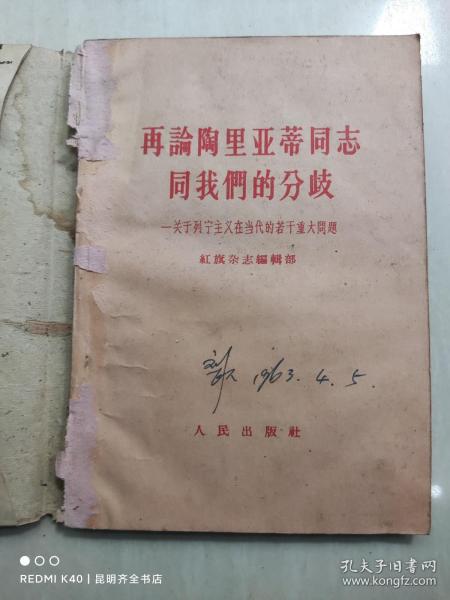 再論陶里亚蒂同志
同我們的分歧
—关于列宁主义在当代的若干重大問題
紅旗杂志編輯部
1963.4.5.
人民出版社
REDMI K40 | 昆明齐全书店
孔夫子旧书网
www.kongfz.com